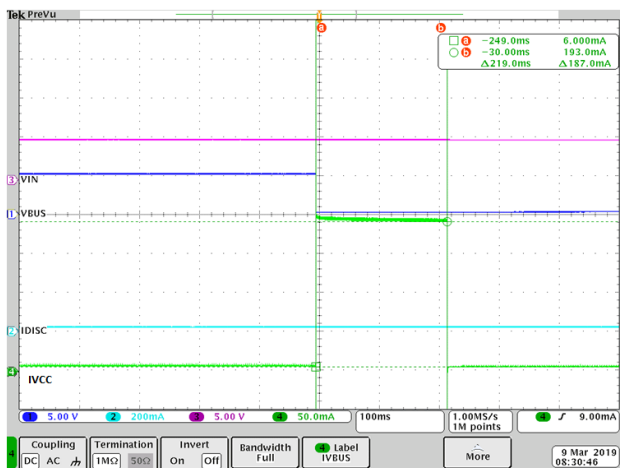 Tek PreVu
a
b
a −249.0ms 6.000mA
b −30.00ms 193.0mA
Δ219.0ms Δ187.0mA
3 VIN
1 VBUS
2 IDISC
4
IVCC
1 5.00 V 2 200mA 3 5.00 V 4 50.0mA 100ms 1.00MS/s 4 9.00mA
1M points
4
Coupling Termination Invert Bandwidth 4 Label More
DC AC 1MΩ 50Ω On Off Full IVBUS
9 Mar 2019
08:30:46